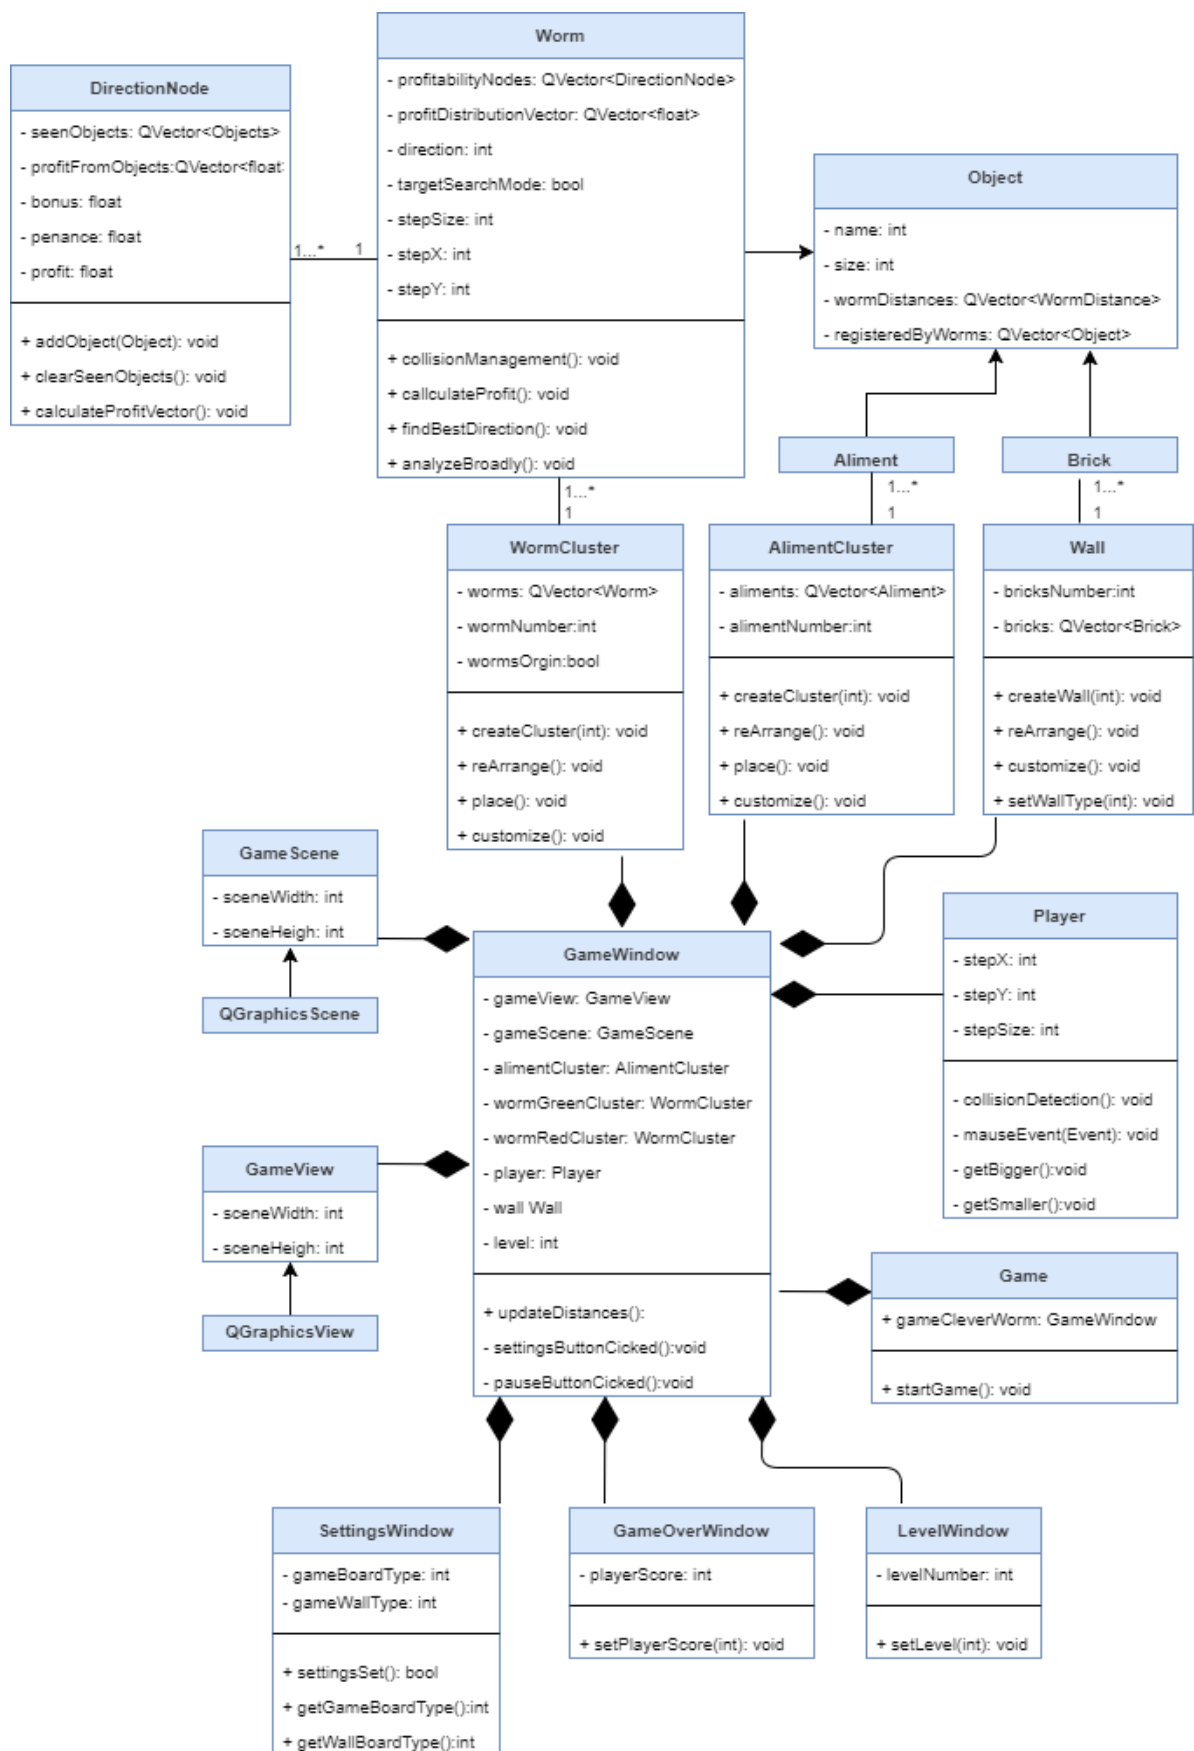 Worm
- profitabilityNodes: QVector<DirectionNode>
- profitDistributionVector: QVector<float>
- direction: int
- targetSearchMode: bool
- stepSize: int
- stepX: int
- stepY: int
+ collisionManagement(): void
+ callculateProfit(): void
+ findBestDirection(): void
+ analyzeBroadly(): void
DirectionNode
- seenObjects: QVector<Objects>
- profitFromObjects:QVector<float
- bonus: float
- penance: float
- profit: float
+ addObject(Object): void
+ clearSeenObjects(): void
+ calculateProfitVector(): void
1...*
1
Object
- name: int
- size: int
- wormDistances: QVector<WormDistance>
- registeredByWorms: QVector<Object>
Aliment
Brick
1...*
1
1...*
1
1...*
1
WormCluster
- worms: QVector<Worm>
- wormNumber:int
- wormsOrgin:bool
+ createCluster(int): void
+ reArrange(): void
+ place(): void
+ customize(): void
AlimentCluster
- aliments: QVector<Aliment>
- alimentNumber:int
+ createCluster(int): void
+ reArrange(): void
+ place(): void
+ customize(): void
Wall
- bricksNumber:int
- bricks: QVector<Brick>
+ createWall(int): void
+ reArrange(): void
+ customize(): void
+ setWallType(int): void
GameScene
- sceneWidth: int
- sceneHeigh: int
QGraphicsScene
GameWindow
- gameView: GameView
- gameScene: GameScene
- alimentCluster: AlimentCluster
- wormGreenCluster: WormCluster
- wormRedCluster: WormCluster
- player: Player
- wall Wall
- level: int
+ updateDistances():
- settingsButtonCicked():void
- pauseButtonCicked():void
Player
- stepX: int
- stepY: int
- stepSize: int
- collisionDetection(): void
- mauseEvent(Event): void
- getBigger():void
- getSmaller():void
GameView
- sceneWidth: int
- sceneHeigh: int
QGraphicsView
Game
+ gameCleverWorm: GameWindow
+ startGame(): void
SettingsWindow
- gameBoardType: int
- gameWallType: int
+ settingsSet(): bool
+ getGameBoardType():int
+ getWallBoardType():int
GameOverWindow
- playerScore: int
+ setPlayerScore(int): void
LevelWindow
- levelNumber: int
+ setLevel(int): void